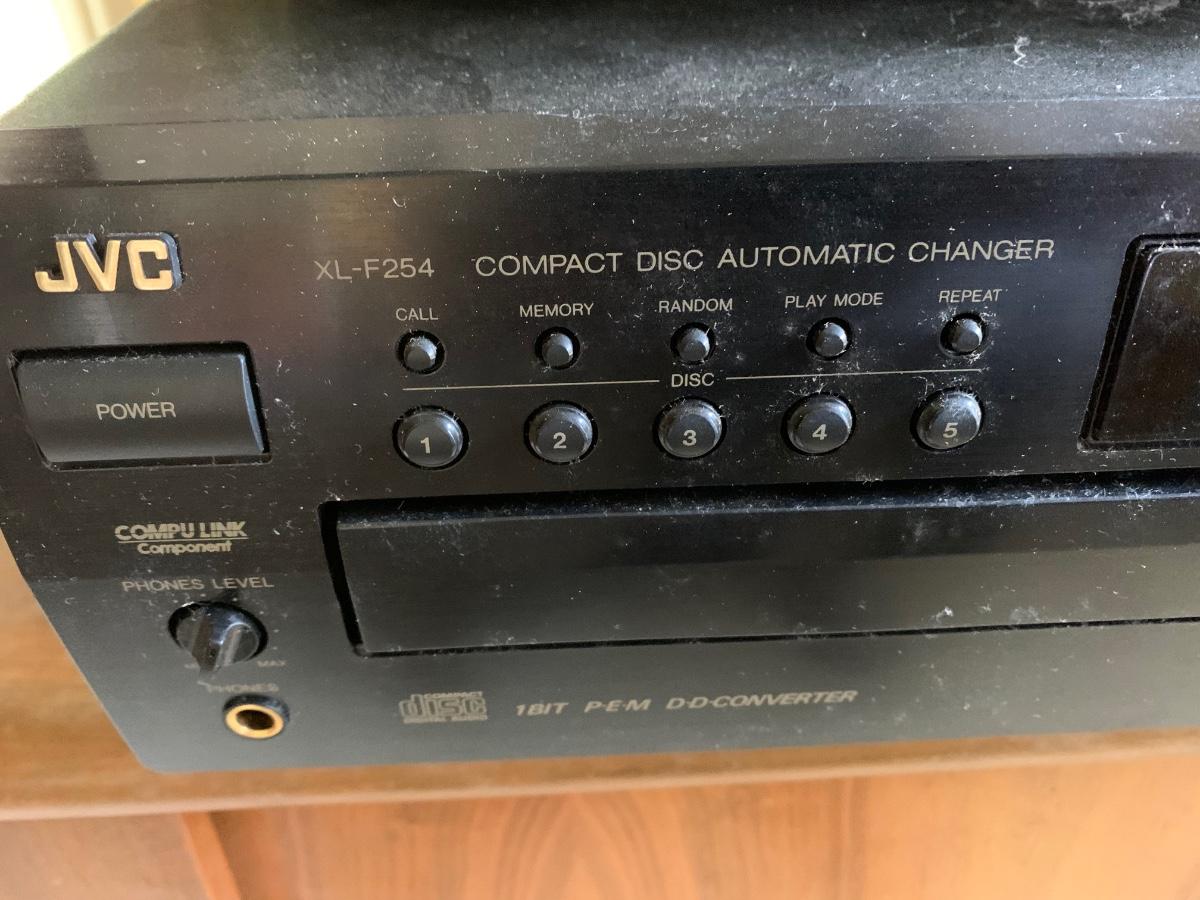 JVC
XL-F254 COMPACT DISC AUTOMATIC CHANGER
CALL MEMORY RANDOM PLAY MODE REPEAT
POWER
DISC
1 2 3 4 5
COMPU LINK
Component
PHONES LEVEL
MAX
PHONES
COMPACT
disc
DIGITAL AUDIO
1BIT P·E·M D·D·CONVERTER